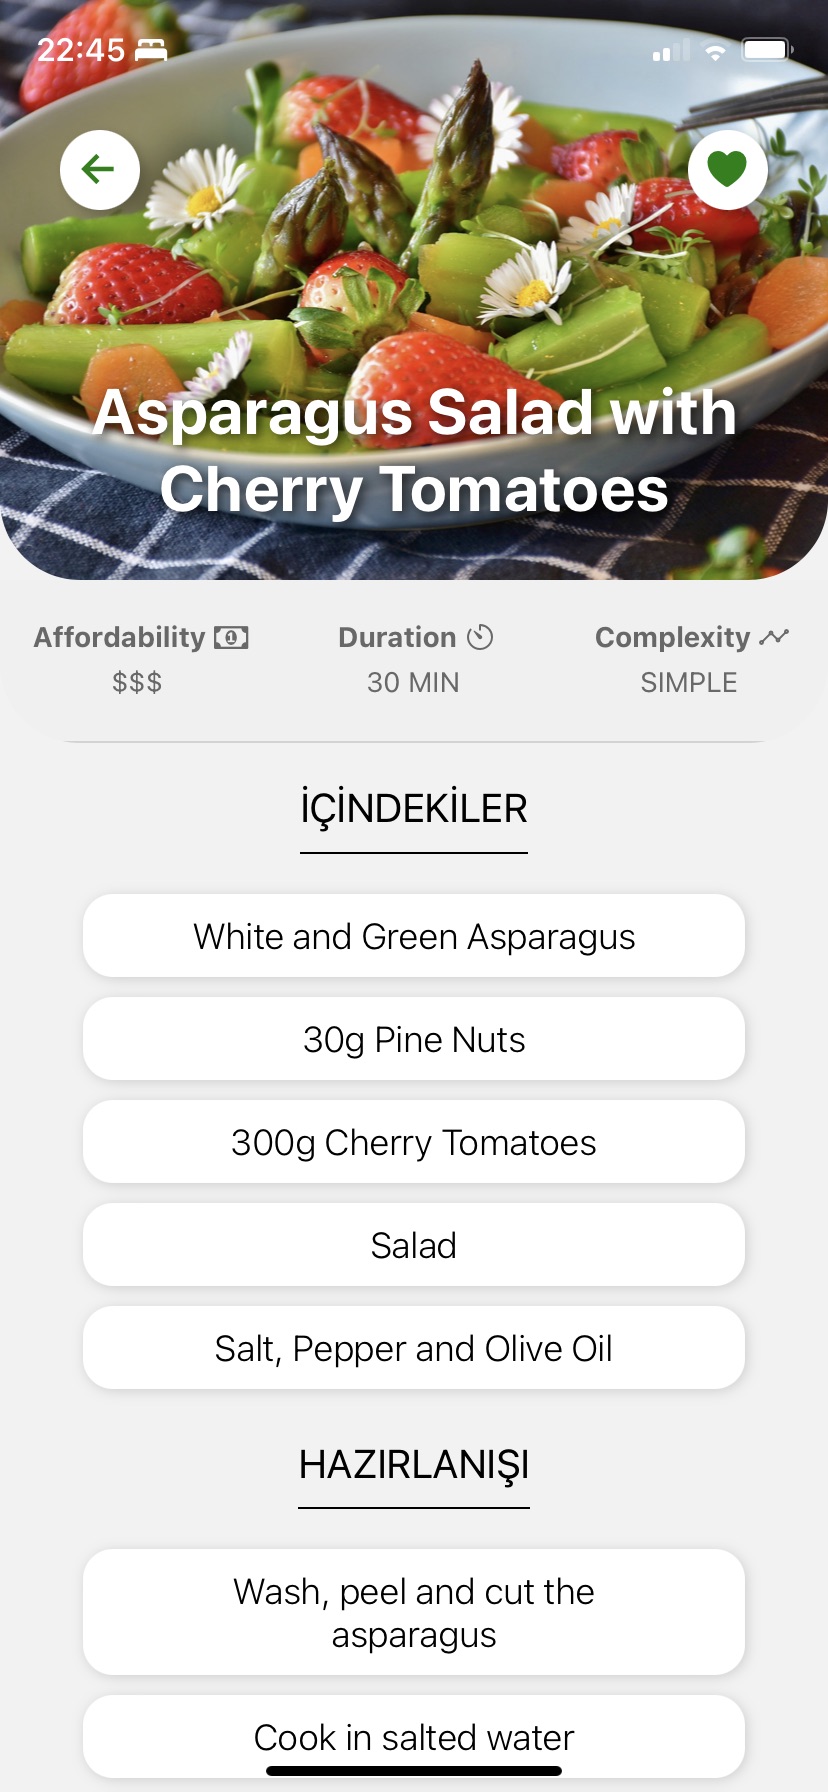 22:45
Asparagus Salad with
Cherry Tomatoes
Affordability
Duration
Complexity
$$$
30 MIN
SIMPLE
İÇİNDEKİLER
White and Green Asparagus
30g Pine Nuts
300g Cherry Tomatoes
Salad
Salt, Pepper and Olive Oil
HAZIRLANIŞI
Wash, peel and cut the
asparagus
Cook in salted water